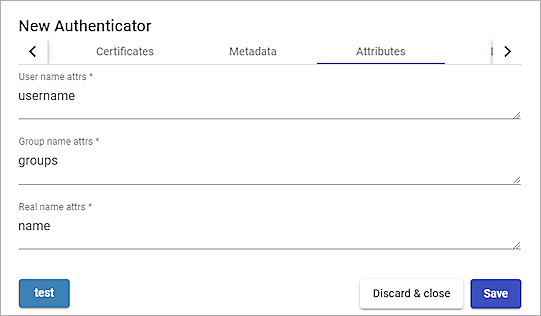 New Authenticator
Certificates Metadata Attributes
User name attrs *
username
Group name attrs *
groups
Real name attrs *
name
test Discard & close Save